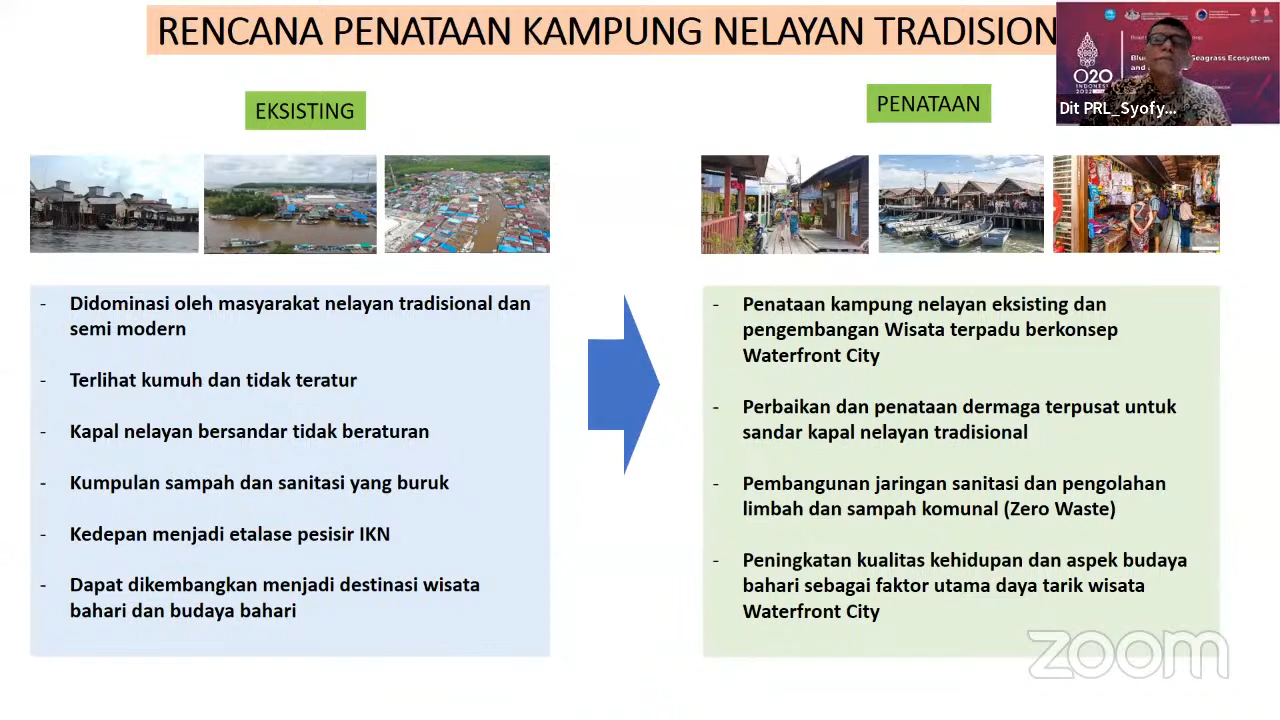 RENCANA PENATAAN KAMPUNG NELAYAN TRADISION
EKSISTING
PENATAAN
O20
INDONESIA
Blu
eagrass Ecosystem
and
Dit PRL_Syofy...
- Didominasi oleh masyarakat nelayan tradisional dan
semi modern
- Terlihat kumuh dan tidak teratur
- Kapal nelayan bersandar tidak beraturan
- Kumpulan sampah dan sanitasi yang buruk
- Kedepan menjadi etalase pesisir IKN
- Dapat dikembangkan menjadi destinasi wisata
bahari dan budaya bahari
- Penataan kampung nelayan eksisting dan
pengembangan Wisata terpadu berkonsep
Waterfront City
- Perbaikan dan penataan dermaga terpusat untuk
sandar kapal nelayan tradisional
- Pembangunan jaringan sanitasi dan pengolahan
limbah dan sampah komunal (Zero Waste)
- Peningkatan kualitas kehidupan dan aspek budaya
bahari sebagai faktor utama daya tarik wisata
Waterfront City
zoom